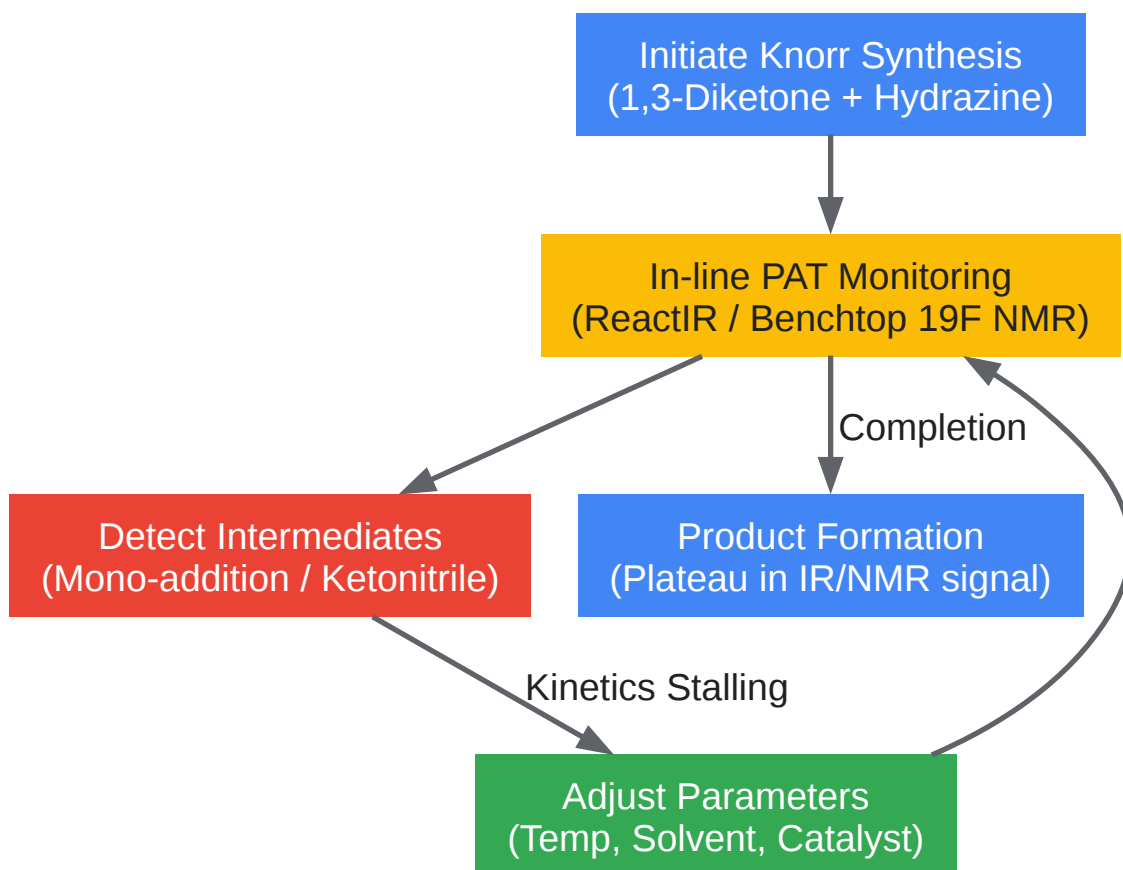 Initiate Knorr Synthesis
(1,3-Diketone + Hydrazine)
In-line PAT Monitoring
(ReactIR / Benchtop 19F NMR)
Completion
Detect Intermediates
(Mono-addition / Ketonitrile)
Product Formation
(Plateau in IR/NMR signal)
Kinetics Stalling
Adjust Parameters
(Temp, Solvent, Catalyst)